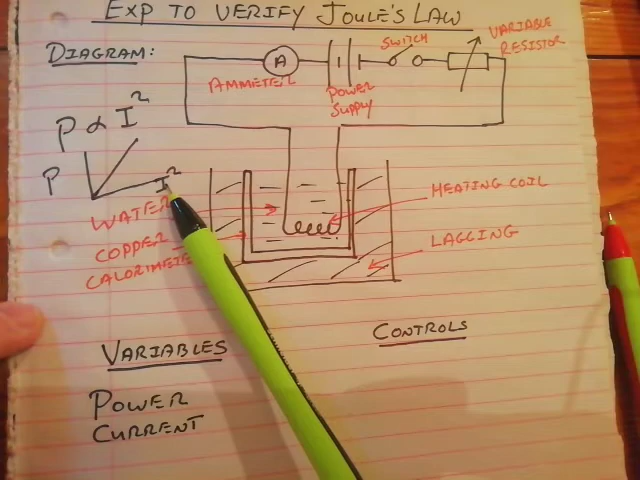 EXP TO VERIFY JOULE'S LAW
DIAGRAM:
A
AMMETER
POWER
SUPPLY
SWITCH
VARIABLE
RESISTOR
P ∝ I²
P
I²
WATER
COPPER
CALORIMETE
HEATING COIL
LAGGING
VARIABLES
POWER
CURRENT
CONTROLS